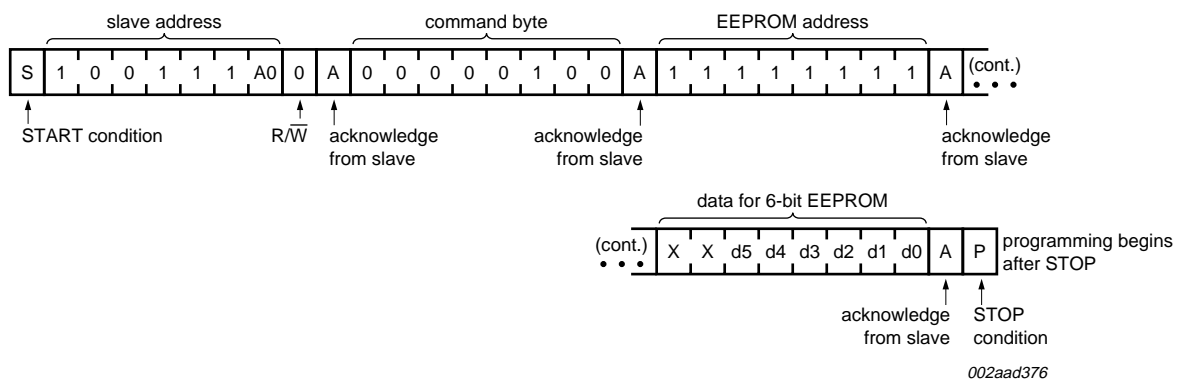 slave address command byte EEPROM address
S 1 0 0 1 1 1 A0 0 A 0 0 0 0 0 1 0 0 A 1 1 1 1 1 1 1 1 A (cont.)
START condition R/W̅ acknowledge from slave acknowledge from slave acknowledge from slave
data for 6-bit EEPROM
(cont.) X X d5 d4 d3 d2 d1 d0 A P programming begins after STOP
acknowledge from slave STOP condition
002aad376